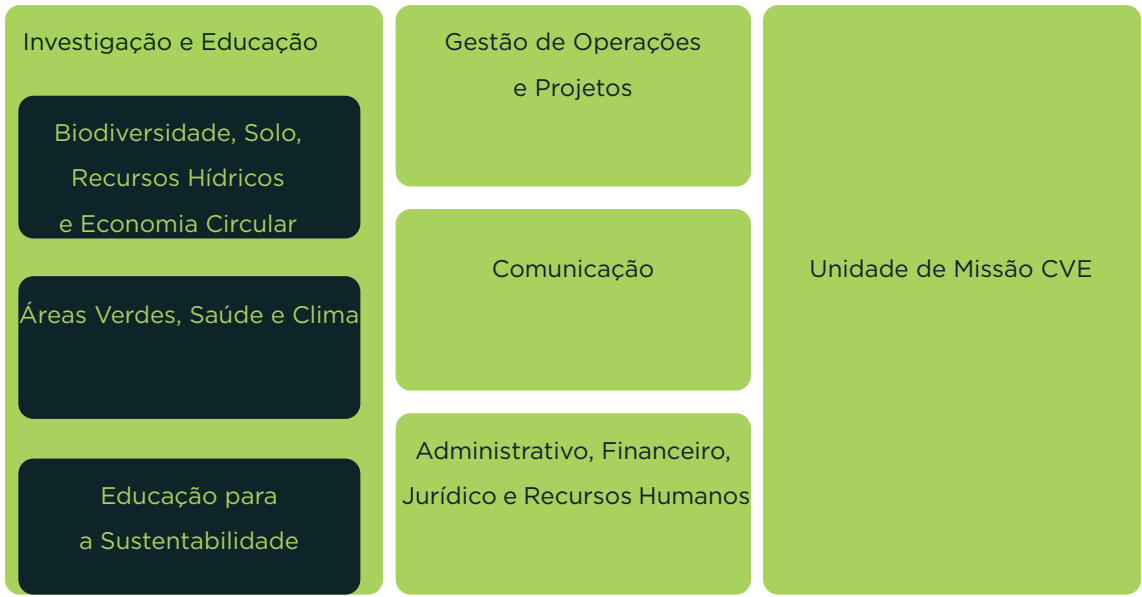 Investigação e Educação
Biodiversidade, Solo,
Recursos Hídricos
e Economia Circular
Áreas Verdes, Saúde e Clima
Educação para
a Sustentabilidade
Gestão de Operações
e Projetos
Comunicação
Administrativo, Financeiro,
Jurídico e Recursos Humanos
Unidade de Missão CVE